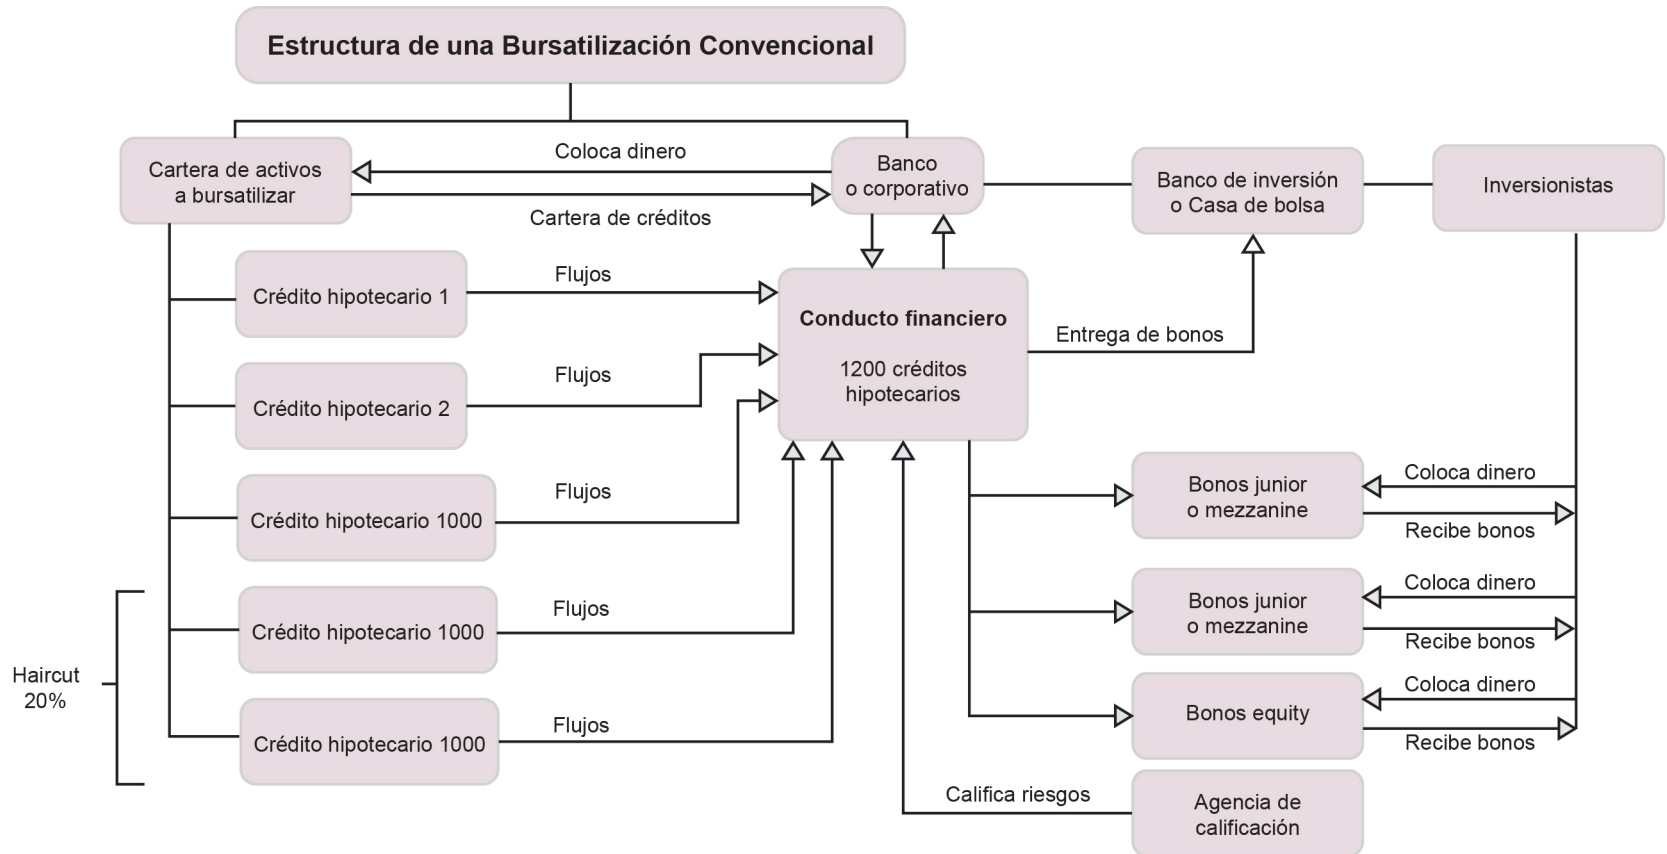 Estructura de una Bursatilización Convencional
Cartera de activos
a bursatilizar
Coloca dinero
Cartera de créditos
Banco
o corporativo
Banco de inversión
o Casa de bolsa
Inversionistas
Crédito hipotecario 1
Flujos
Crédito hipotecario 2
Flujos
Crédito hipotecario 1000
Flujos
Crédito hipotecario 1000
Flujos
Crédito hipotecario 1000
Flujos
Haircut
20%
Conducto financiero
1200 créditos
hipotecarios
Entrega de bonos
Bonos junior
o mezzanine
Coloca dinero
Recibe bonos
Bonos junior
o mezzanine
Coloca dinero
Recibe bonos
Bonos equity
Coloca dinero
Recibe bonos
Califica riesgos
Agencia de
calificación